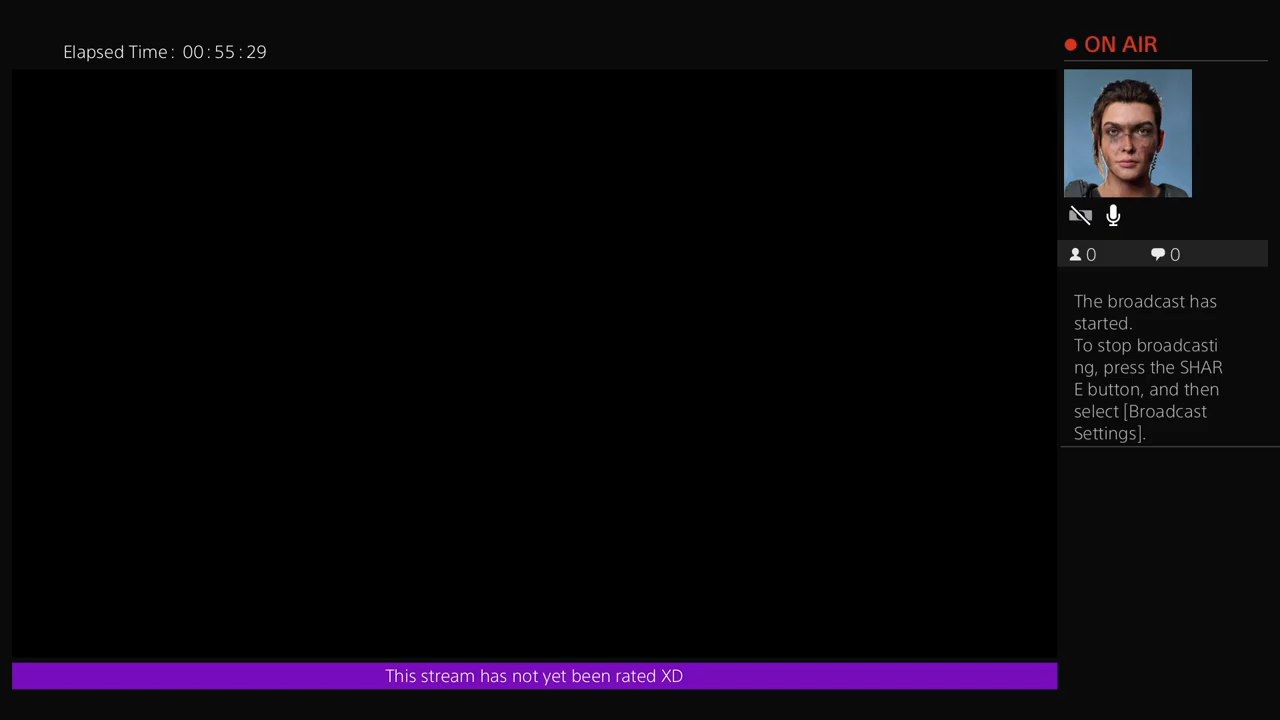 Elapsed Time: 00:55:29
ON AIR
0 0
The broadcast has
started.
To stop broadcasti
ng, press the SHAR
E button, and then
select [Broadcast
Settings].
This stream has not yet been rated XD